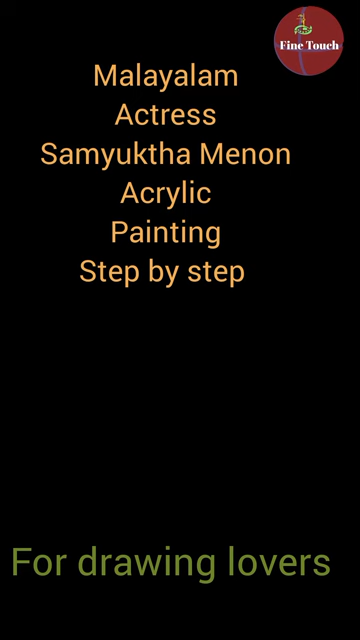 Fine Touch
Malayalam
Actress
Samyuktha Menon
Acrylic
Painting
Step by step
For drawing lovers